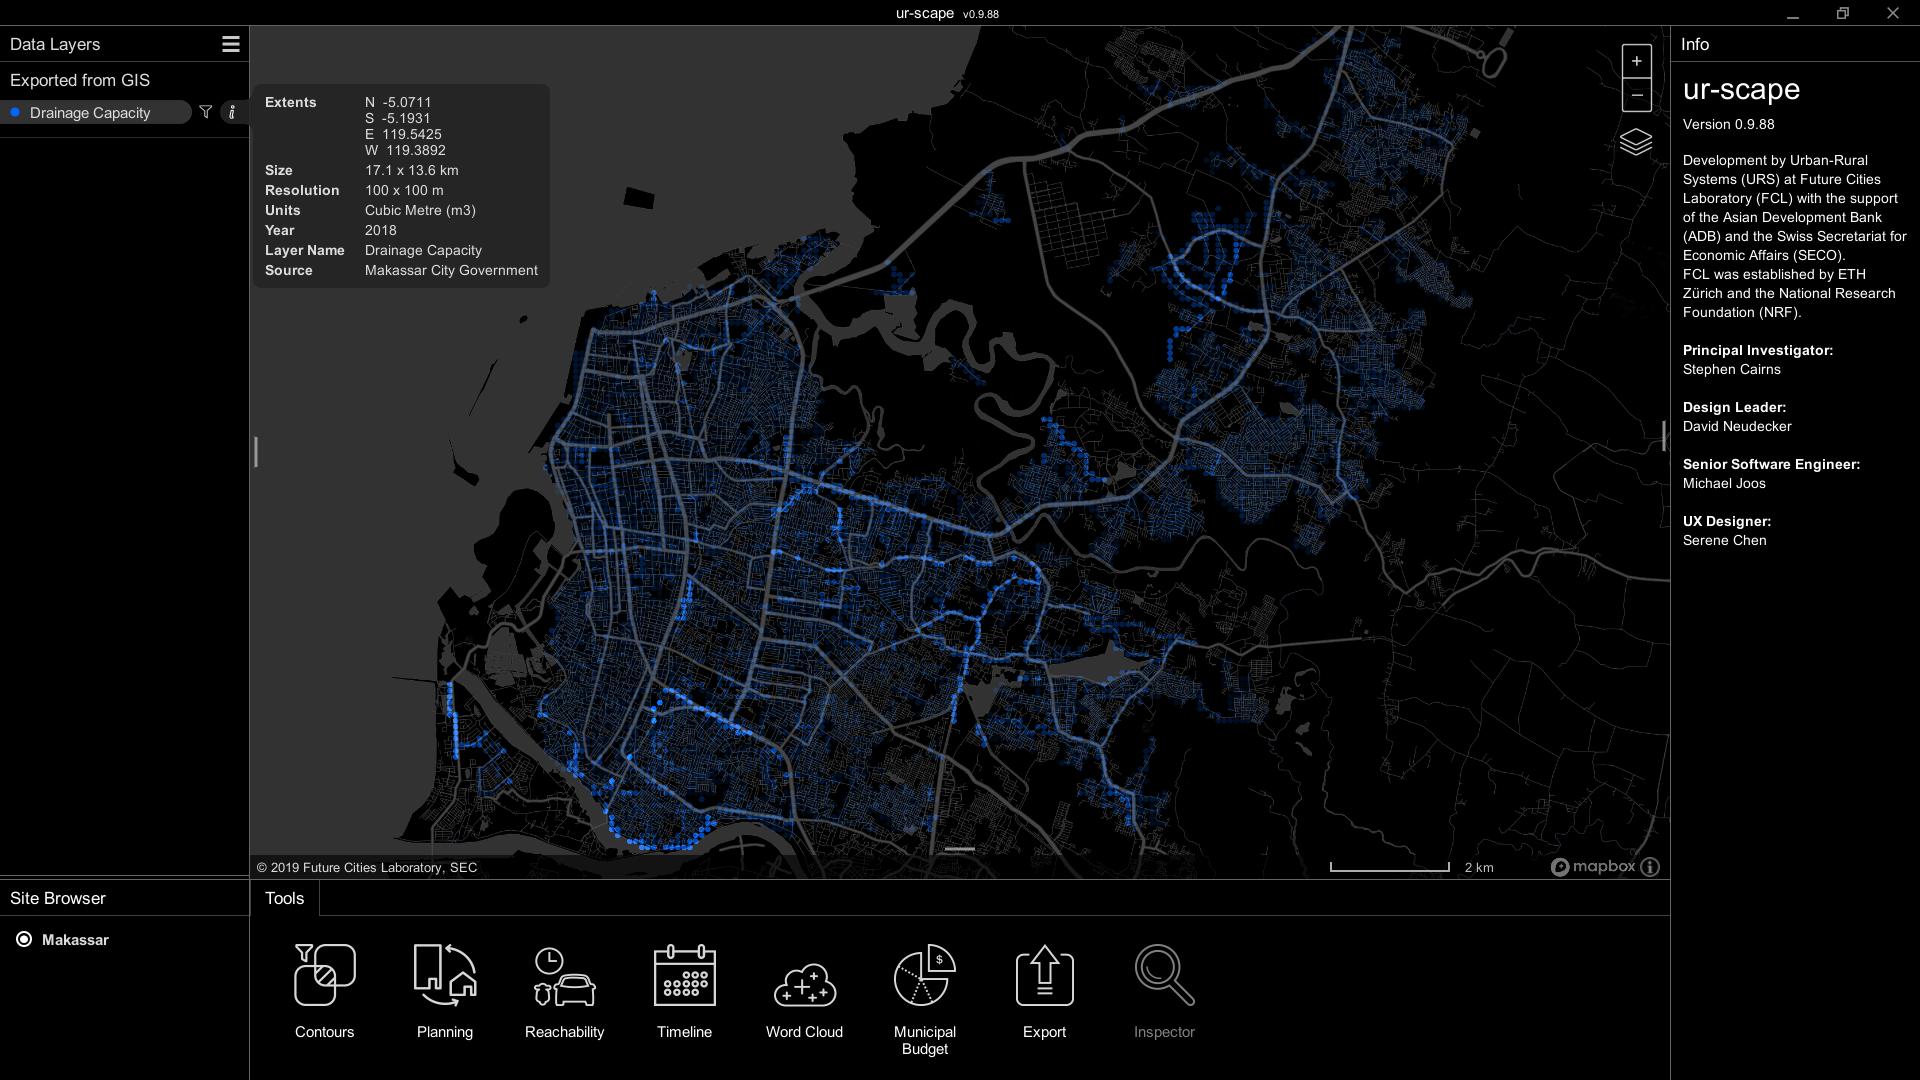 ur-scape v0.9.88
Data Layers
Exported from GIS
Drainage Capacity
i
Extents N -5.0711
S -5.1931
E 119.5425
W 119.3892
Size 17.1 x 13.6 km
Resolution 100 x 100 m
Units Cubic Metre (m3)
Year 2018
Layer Name Drainage Capacity
Source Makassar City Government
+
−
© 2019 Future Cities Laboratory, SEC
2 km
mapbox
i
Info
ur-scape
Version 0.9.88
Development by Urban-Rural
Systems (URS) at Future Cities
Laboratory (FCL) with the support
of the Asian Development Bank
(ADB) and the Swiss Secretariat for
Economic Affairs (SECO).
FCL was established by ETH
Zürich and the National Research
Foundation (NRF).
Principal Investigator:
Stephen Cairns
Design Leader:
David Neudecker
Senior Software Engineer:
Michael Joos
UX Designer:
Serene Chen
Site Browser
Makassar
Tools
$
Contours
Planning
Reachability
Timeline
Word Cloud
Municipal
Budget
Export
Inspector